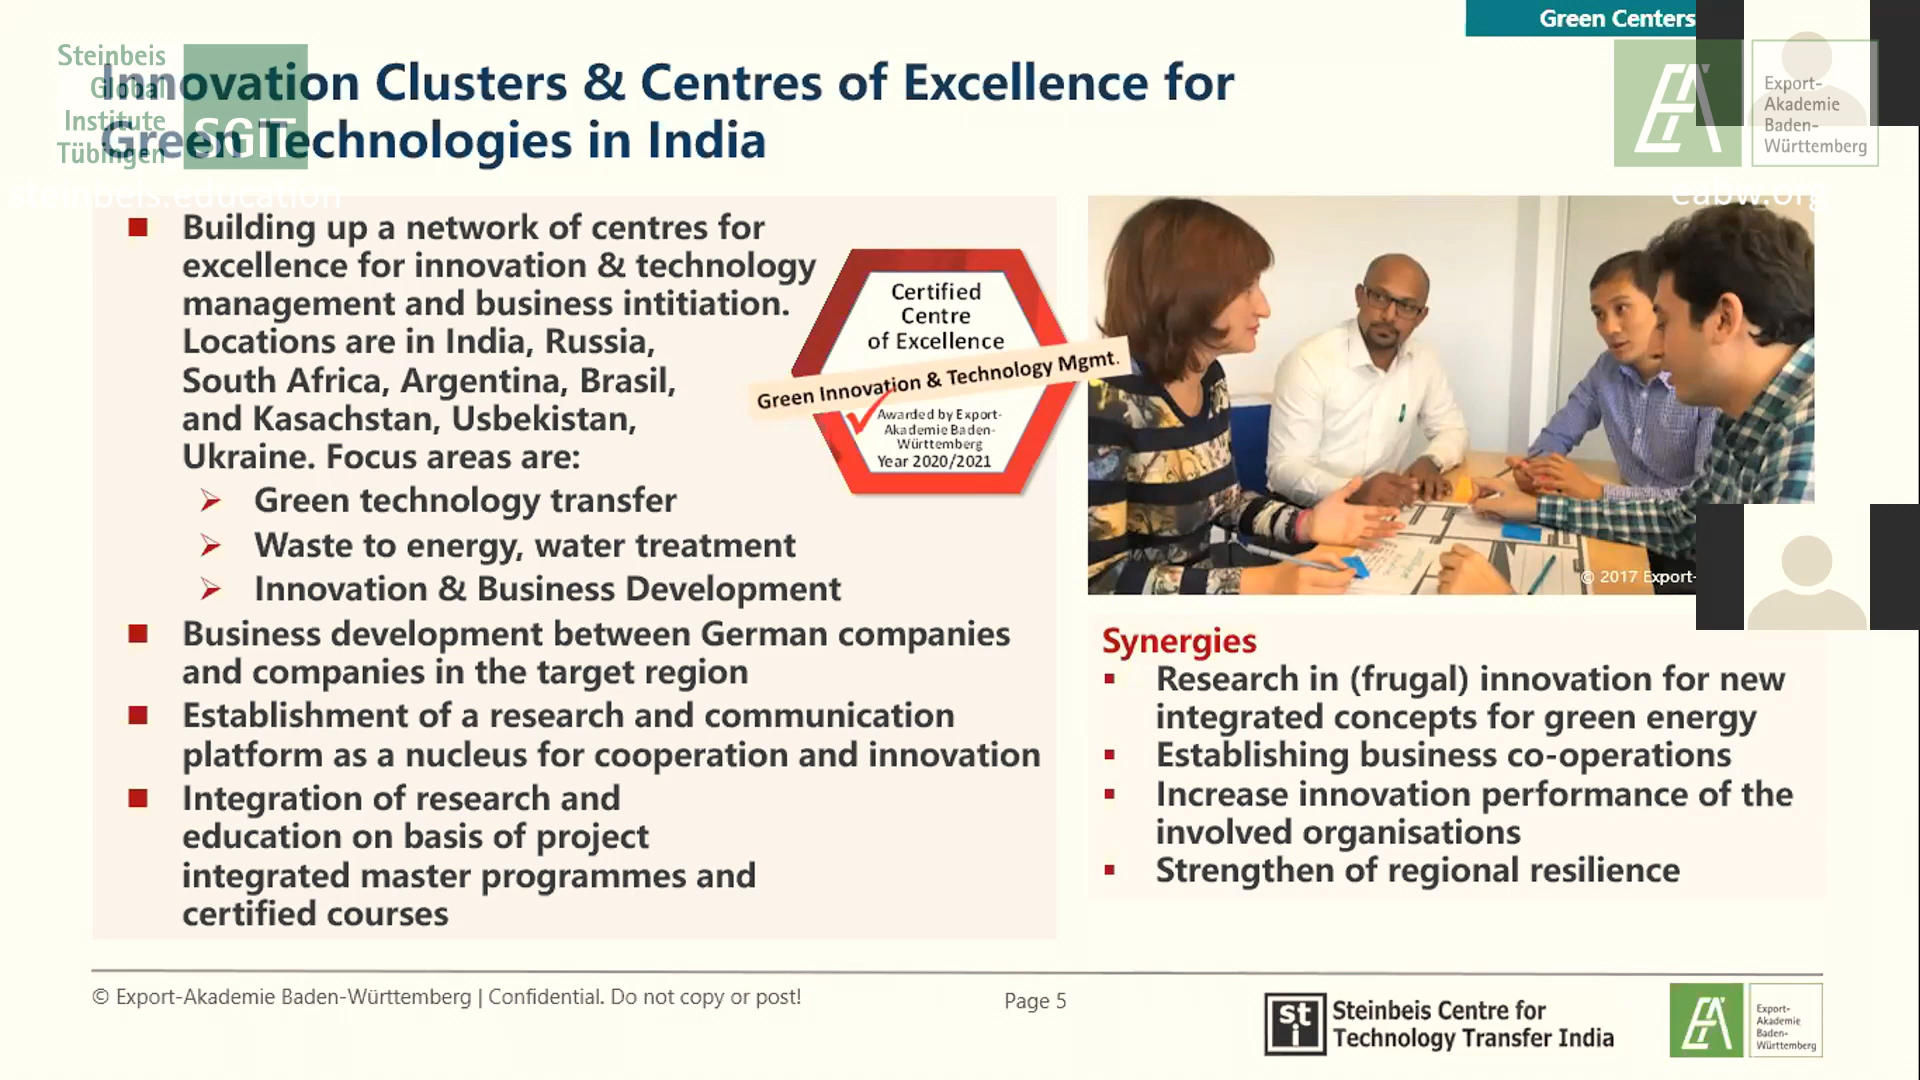 Green Centers
Steinbeis
Global
Institute
Tübingen
SGIT
steinbeis.education
Innovation Clusters & Centres of Excellence for
Green Technologies in India
Export-
Akademie
Baden-
Württemberg
eabw.org
Building up a network of centres for
excellence for innovation & technology
management and business intitiation.
Locations are in India, Russia,
South Africa, Argentina, Brasil,
and Kasachstan, Usbekistan,
Ukraine. Focus areas are:
Green technology transfer
Waste to energy, water treatment
Innovation & Business Development
Business development between German companies
and companies in the target region
Establishment of a research and communication
platform as a nucleus for cooperation and innovation
Integration of research and
education on basis of project
integrated master programmes and
certified courses
Certified
Centre
of Excellence
Green Innovation & Technology Mgmt.
Awarded by Export-
Akademie Baden-
Württemberg
Year 2020/2021
© 2017 Export-
Synergies
Research in (frugal) innovation for new
integrated concepts for green energy
Establishing business co-operations
Increase innovation performance of the
involved organisations
Strengthen of regional resilience
© Export-Akademie Baden-Württemberg | Confidential. Do not copy or post!
Page 5
sti
Steinbeis Centre for
Technology Transfer India
Export-
Akademie
Baden-
Württemberg